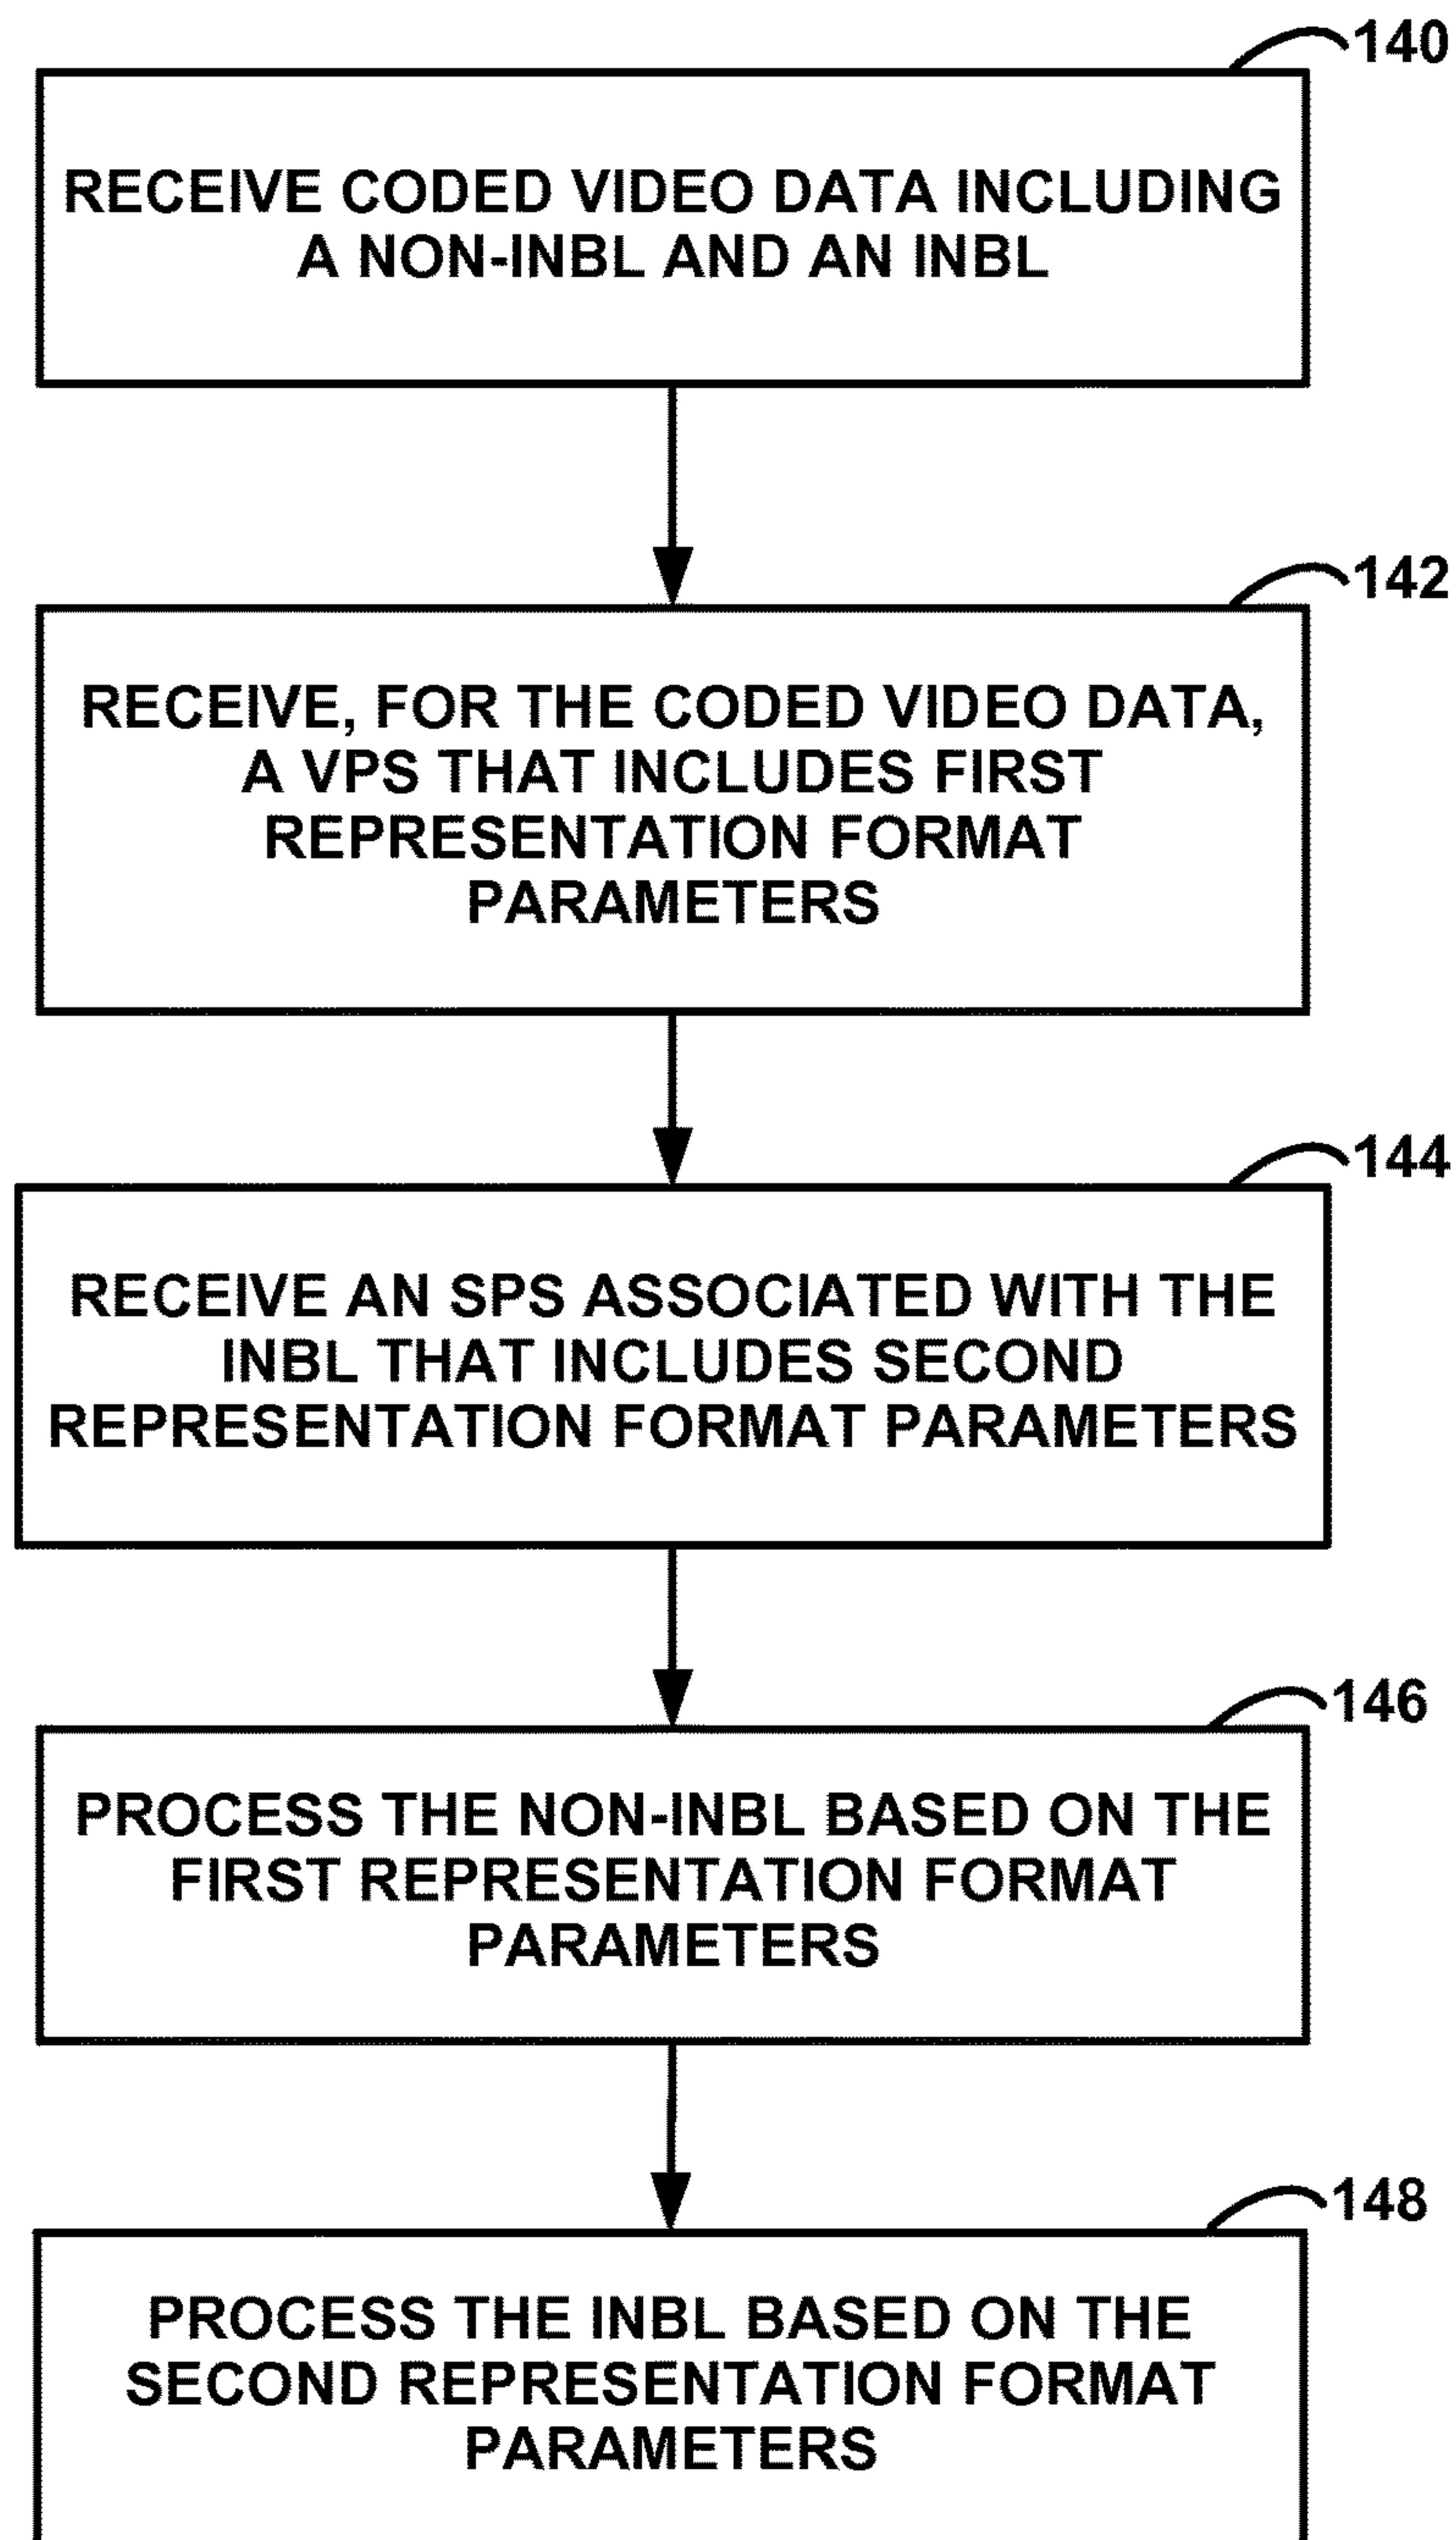 140
RECEIVE CODED VIDEO DATA INCLUDING
A NON-INBL AND AN INBL
142
RECEIVE, FOR THE CODED VIDEO DATA,
A VPS THAT INCLUDES FIRST
REPRESENTATION FORMAT
PARAMETERS
144
RECEIVE AN SPS ASSOCIATED WITH THE
INBL THAT INCLUDES SECOND
REPRESENTATION FORMAT PARAMETERS
146
PROCESS THE NON-INBL BASED ON THE
FIRST REPRESENTATION FORMAT
PARAMETERS
148
PROCESS THE INBL BASED ON THE
SECOND REPRESENTATION FORMAT
PARAMETERS